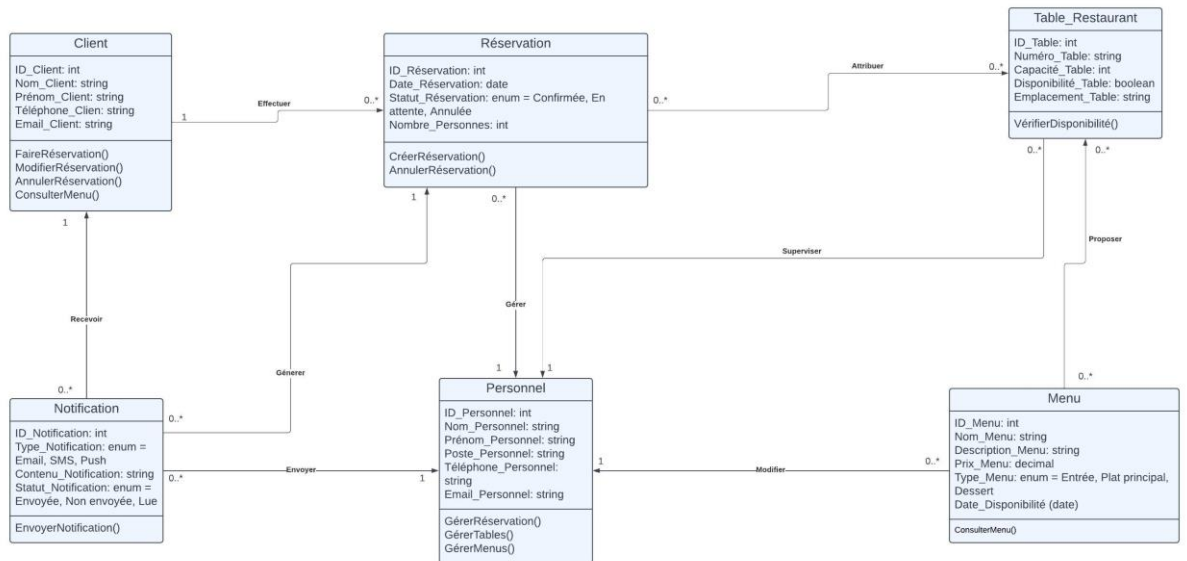 Client
ID_Client: int
Nom_Client: string
Prénom_Client: string
Téléphone_Clien: string
Email_Client: string
FaireRéservation()
ModifierRéservation()
AnnulerRéservation()
ConsulterMenu()
1
Effectuer
0..*
Réservation
ID_Réservation: int
Date_Réservation: date
Statut_Réservation: enum = Confirmée, En
attente, Annulée
Nombre_Personnes: int
CréerRéservation()
AnnulerRéservation()
0..*
Attribuer
0..*
Table_Restaurant
ID_Table: int
Numéro_Table: string
Capacité_Table: int
Disponibilité_Table: boolean
Emplacement_Table: string
VérifierDisponibilité()
1
Recevoir
0..*
1
Génerer
0..*
0..*
Gérer
1
0..*
Superviser
1
0..*
Proposer
0..*
Notification
ID_Notification: int
Type_Notification: enum =
Email, SMS, Push
Contenu_Notification: string
Statut_Notification: enum =
Envoyée, Non envoyée, Lue
EnvoyerNotification()
0..*
Envoyer
1
Personnel
ID_Personnel: int
Nom_Personnel: string
Prénom_Personnel: string
Poste_Personnel: string
Téléphone_Personnel:
string
Email_Personnel: string
GérerRéservation()
GérerTables()
GérerMenus()
1
Modifier
0..*
Menu
ID_Menu: int
Nom_Menu: string
Description_Menu: string
Prix_Menu: decimal
Type_Menu: enum = Entrée, Plat principal,
Dessert
Date_Disponibilité (date)
ConsulterMenu()